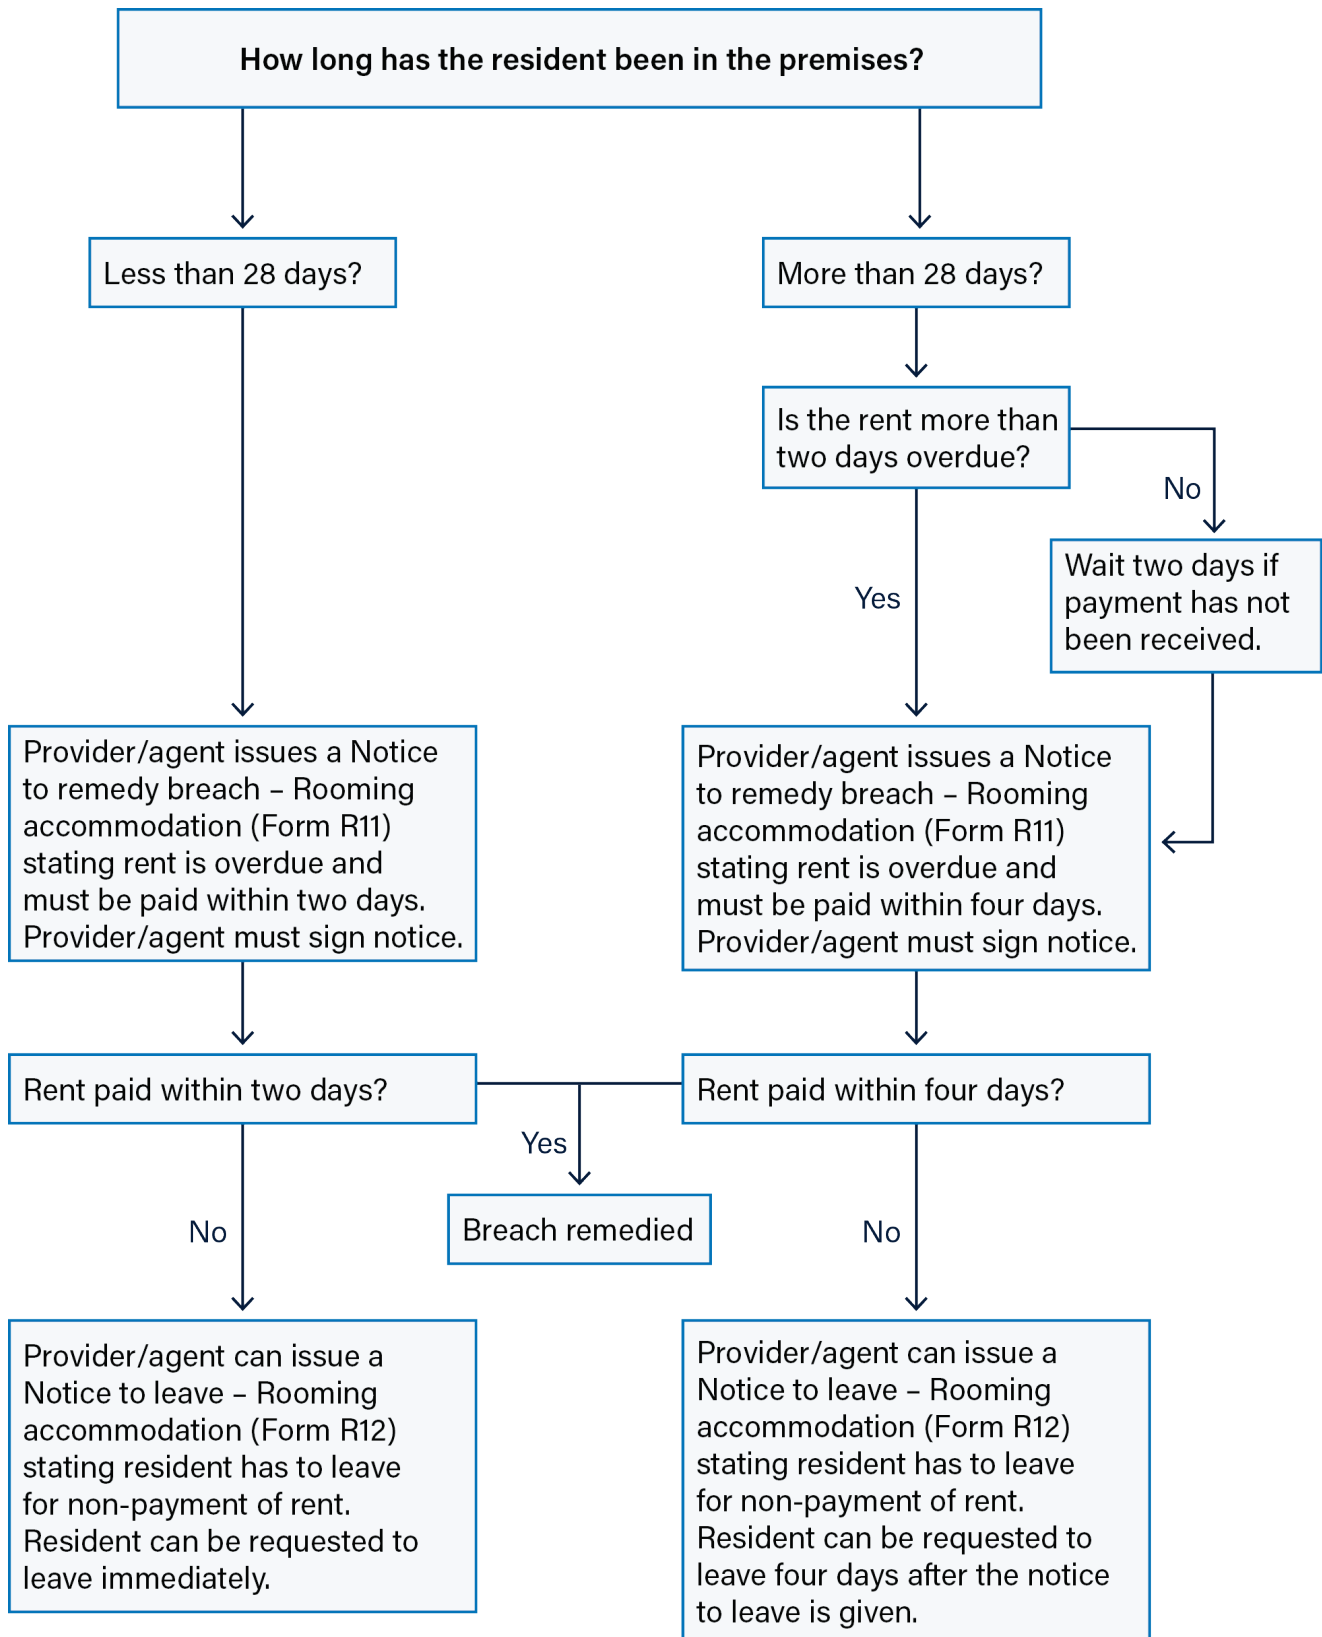 How long has the resident been in the premises?
Less than 28 days?
More than 28 days?
Is the rent more than
two days overdue?
No
Wait two days if
payment has not
been received.
Yes
Provider/agent issues a Notice
to remedy breach – Rooming
accommodation (Form R11)
stating rent is overdue and
must be paid within two days.
Provider/agent must sign notice.
Provider/agent issues a Notice
to remedy breach – Rooming
accommodation (Form R11)
stating rent is overdue and
must be paid within four days.
Provider/agent must sign notice.
Rent paid within two days?
Rent paid within four days?
Yes
Breach remedied
No
No
Provider/agent can issue a
Notice to leave – Rooming
accommodation (Form R12)
stating resident has to leave
for non-payment of rent.
Resident can be requested to
leave immediately.
Provider/agent can issue a
Notice to leave – Rooming
accommodation (Form R12)
stating resident has to leave
for non-payment of rent.
Resident can be requested to
leave four days after the notice
to leave is given.